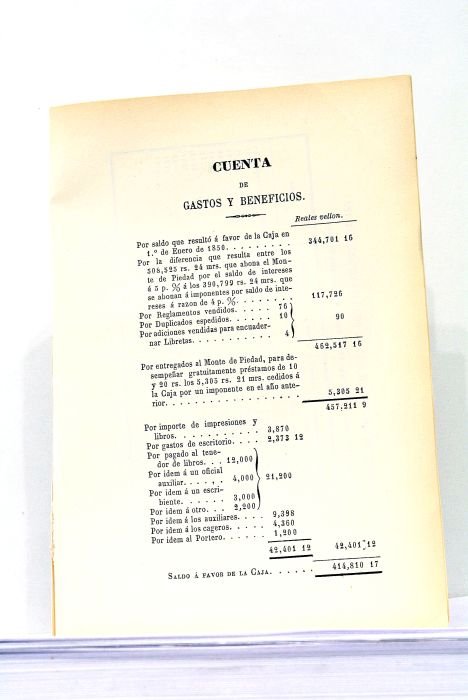 CUENTA
DE
GASTOS Y BENEFICIOS.
Reales vellon.
Por saldo que resultó á favor de la Caja en
1.º de Enero de 1850. . . . . . . . . 344,701 16
Por la diferencia que resulta entre los
508,525 rs. 24 mrs. que abona el Mon-
te de Piedad por el saldo de intereses
á 5 p. % á los 390,799 rs. 24 mrs. que
se abonan á imponentes por saldo de inte-
reses á razon de 4 p. %. . . . . . . . . 117,726
Por Reglamentos vendidos. . . . . 76
Por Duplicados espedidos. . . . . . 10 90
Por adiciones vendidas para encuader-
nar Libretas. . . . . . . . . . . . 4
462,517 16
Por entregados al Monte de Piedad, para de-
sempeñar gratuitamente préstamos de 10
y 20 rs. los 5,305 rs. 21 mrs. cedidos á
la Caja por un imponente en el año ante-
rior. . . . . . . . . . . . . . . . . 5,305 21
457,211 9
Por importe de impresiones y
libros. . . . . . . . . . . . 3,870
Por gastos de escritorio. . . . 2,373 12
Por pagado al tene-
dor de libros. . . 12,000
Por idem á un oficial
auxiliar. . . . . . 4,000 21,200
Por idem á un escri-
biente. . . . . . . 3,000
Por idem á otro. . . 2,200
Por idem á los auxiliares. . . . 9,398
Por idem á los cageros. . . . . 4,360
Por idem al Portero. . . . . . 1,200
42,401 12 42,401 12
SALDO Á FAVOR DE LA CAJA. . . . . . 414,810 17